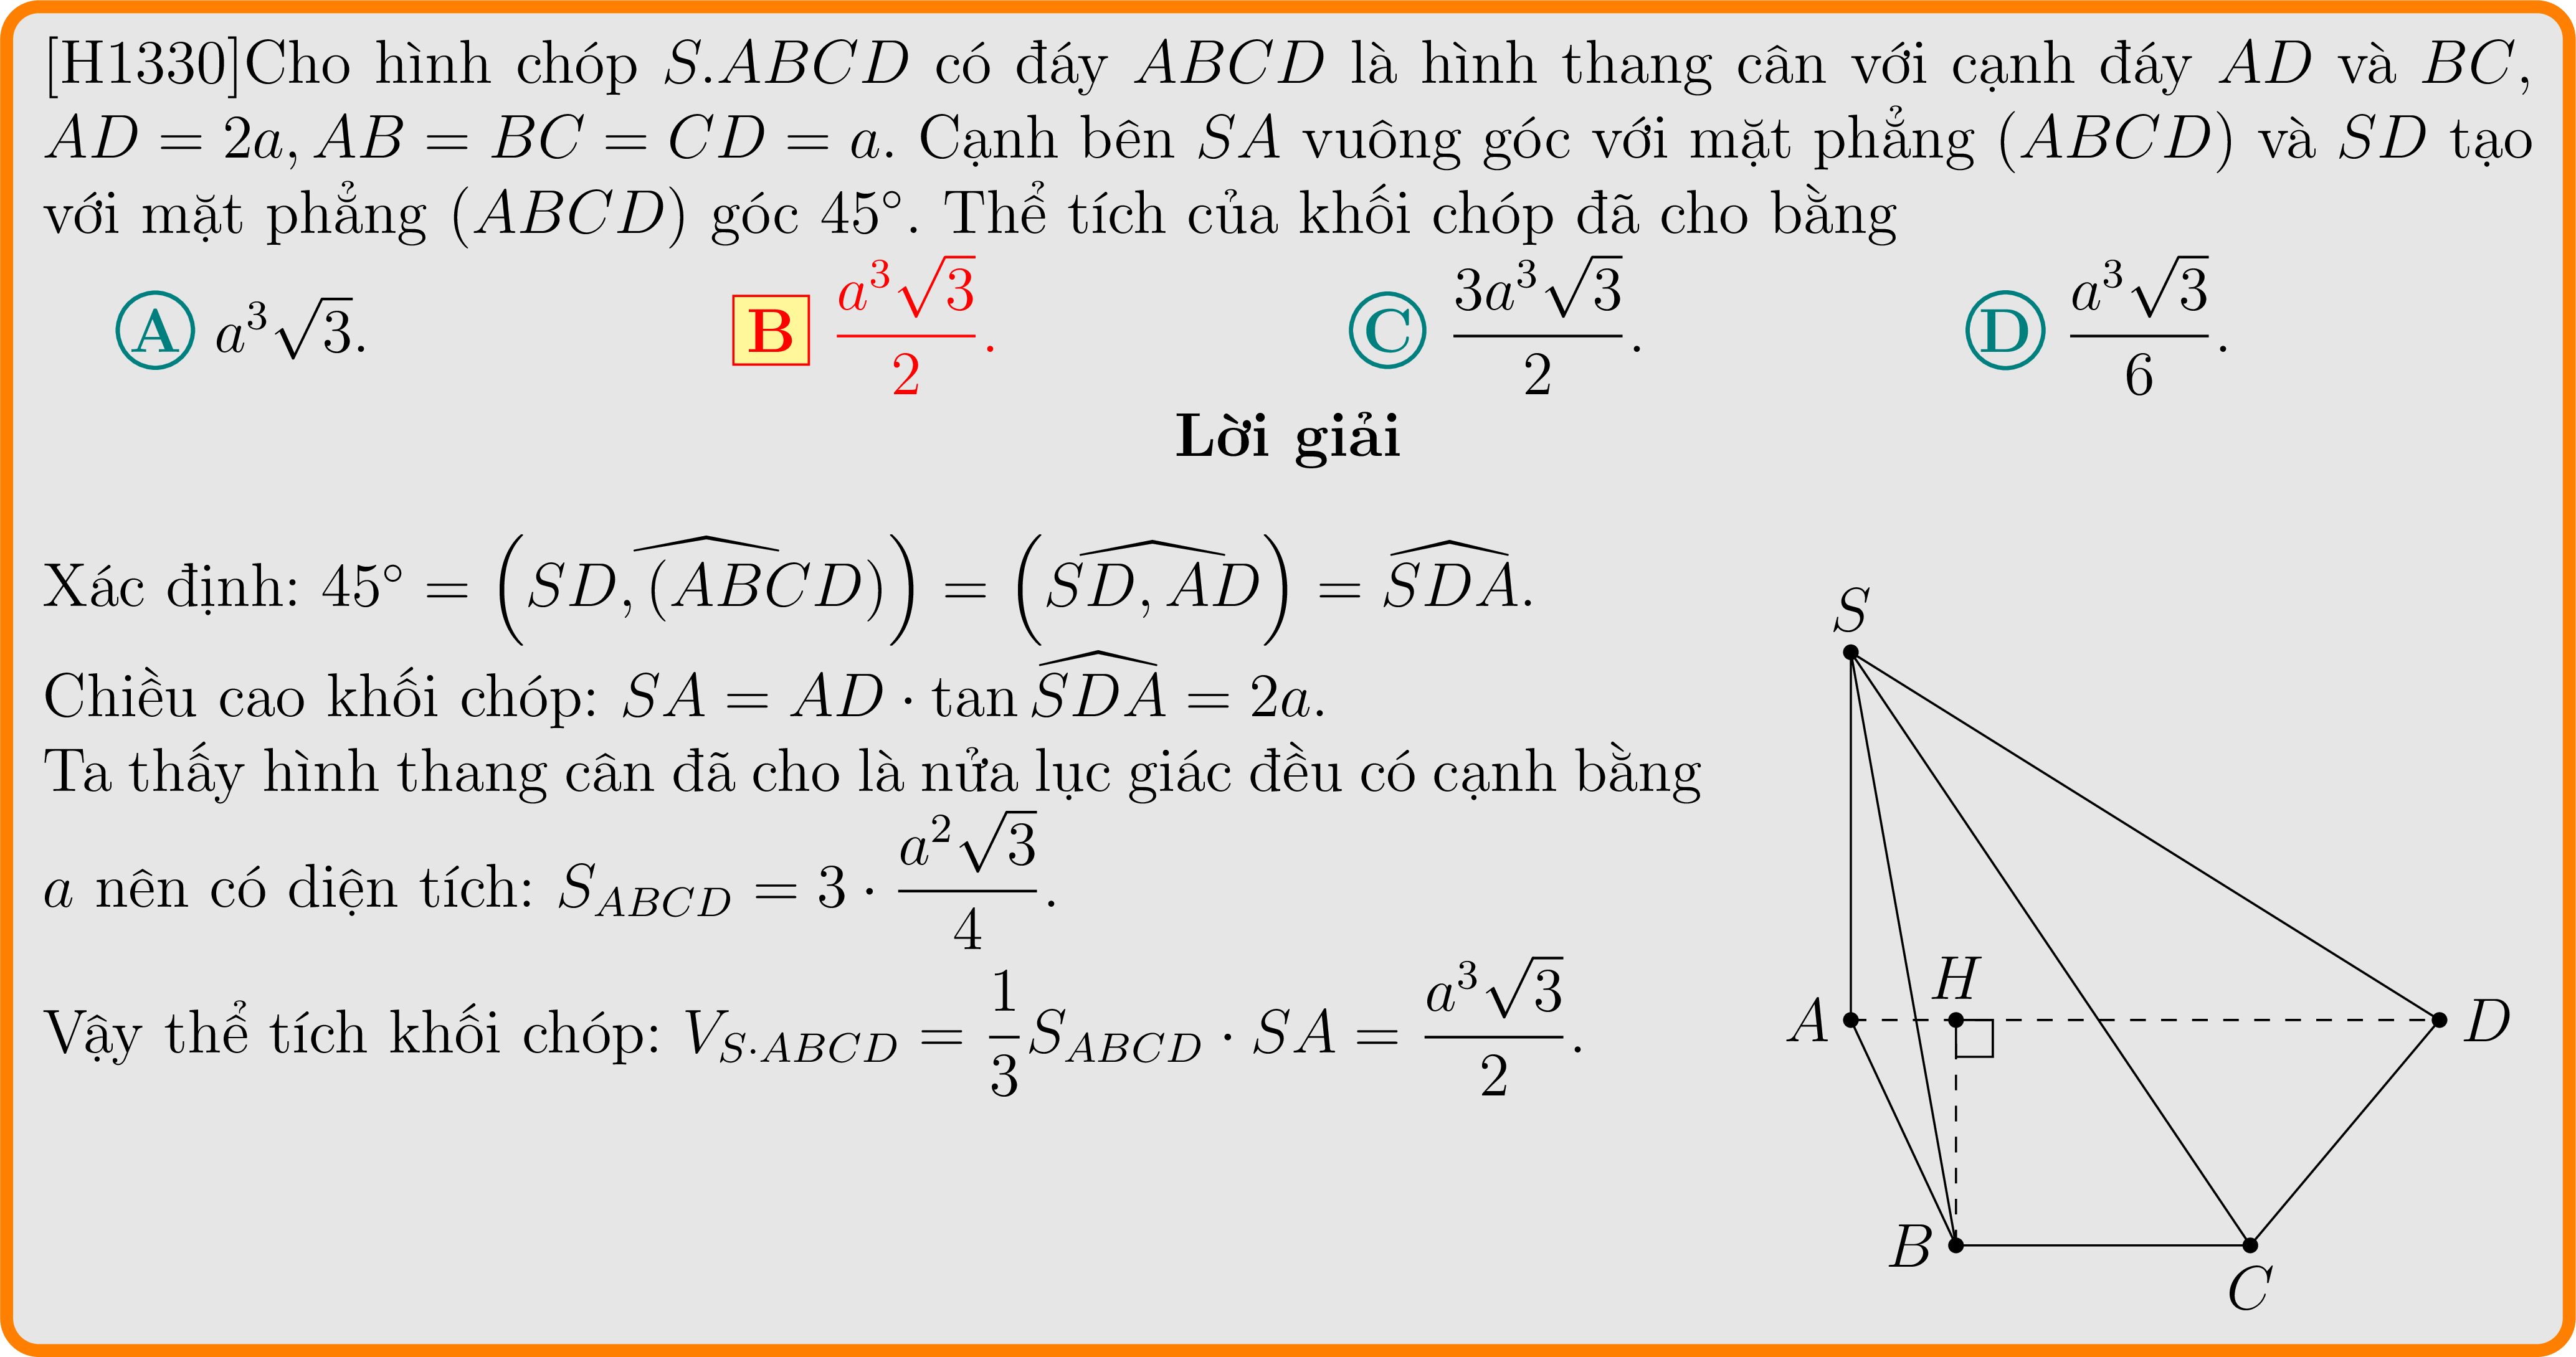 [H1330]Cho hình chóp S.ABCD có đáy ABCD là hình thang cân với cạnh đáy AD và BC,
AD = 2a, AB = BC = CD = a. Cạnh bên SA vuông góc với mặt phẳng (ABCD) và SD tạo
với mặt phẳng (ABCD) góc 45°. Thể tích của khối chóp đã cho bằng
A $a^3\sqrt{3}$. B $\dfrac{a^3\sqrt{3}}{2}$. C $\dfrac{3a^3\sqrt{3}}{2}$. D $\dfrac{a^3\sqrt{3}}{6}$.
Lời giải
Xác định: $45^\circ = \left(\widehat{SD, (ABCD)}\right) = \left(\widehat{SD, AD}\right) = \widehat{SDA}$.
Chiều cao khối chóp: $SA = AD \cdot \tan \widehat{SDA} = 2a$.
Ta thấy hình thang cân đã cho là nửa lục giác đều có cạnh bằng
a nên có diện tích: $S_{ABCD} = 3 \cdot \dfrac{a^2\sqrt{3}}{4}$.
Vậy thể tích khối chóp: $V_{S \cdot ABCD} = \dfrac{1}{3} S_{ABCD} \cdot SA = \dfrac{a^3\sqrt{3}}{2}$.
S
H
A
D
B
C